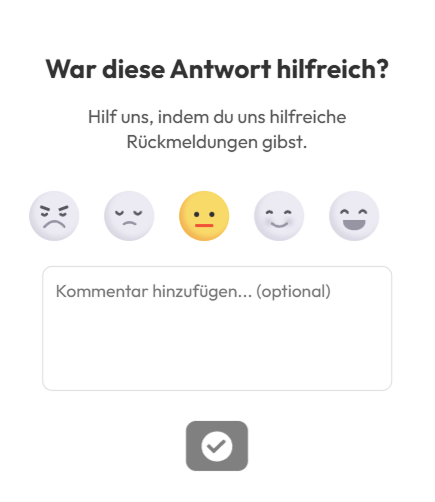 War diese Antwort hilfreich?
Hilf uns, indem du uns hilfreiche
Rückmeldungen gibst.
Kommentar hinzufügen... (optional)